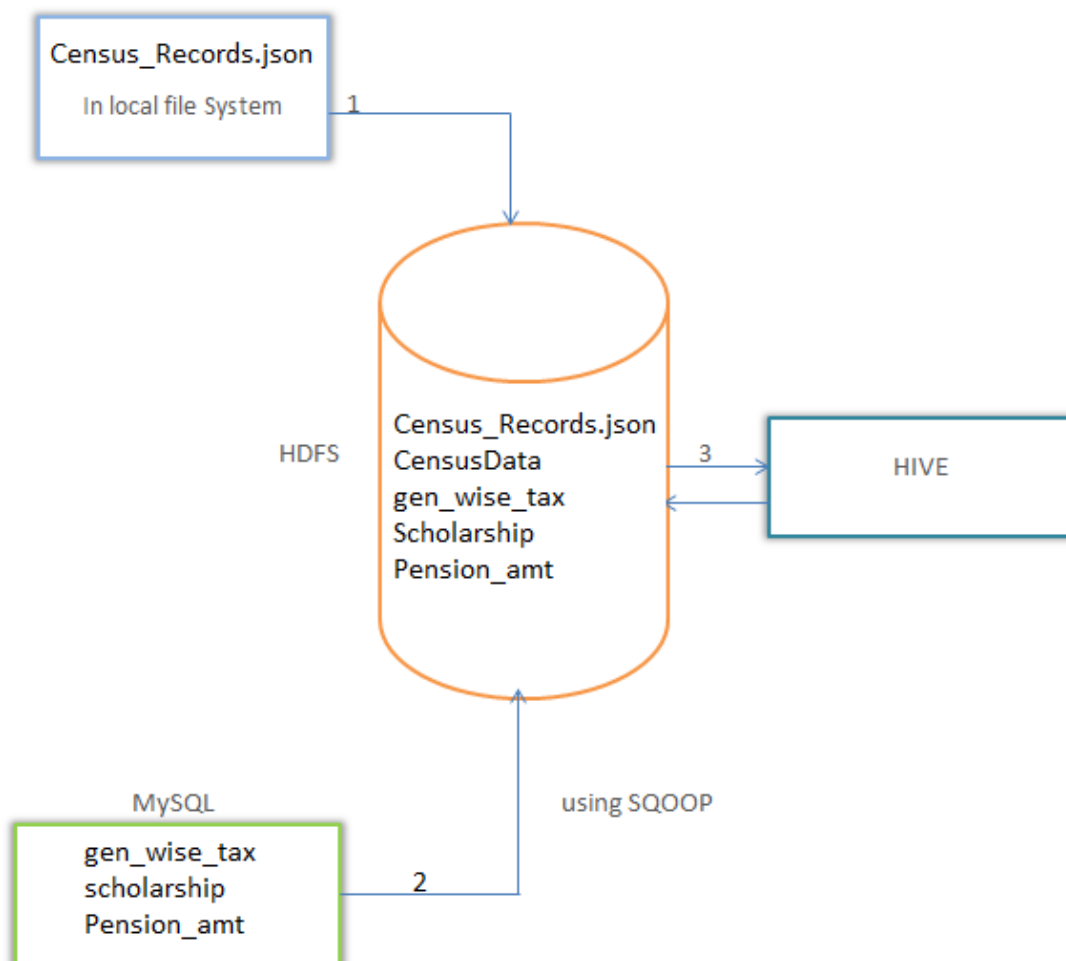 Census_Records.json
In local file System
1
HDFS
Census_Records.json
CensusData
gen_wise_tax
Scholarship
Pension_amt
3
HIVE
MySQL
using SQOOP
gen_wise_tax
scholarship
Pension_amt
2